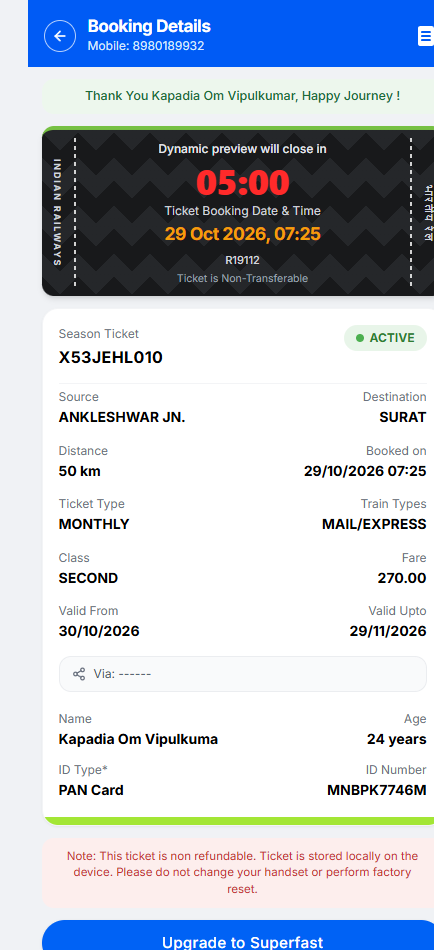 Booking Details
Mobile: 8980189932
Thank You Kapadia Om Vipulkumar, Happy Journey !
INDIAN RAILWAYS
Dynamic preview will close in
05:00
Ticket Booking Date & Time
29 Oct 2026, 07:25
R19112
Ticket is Non-Transferable
भारतीय रेल
Season Ticket
X53JEHL010
ACTIVE
Source Destination
ANKLESHWAR JN. SURAT
Distance Booked on
50 km 29/10/2026 07:25
Ticket Type Train Types
MONTHLY MAIL/EXPRESS
Class Fare
SECOND 270.00
Valid From Valid Upto
30/10/2026 29/11/2026
Via: ------
Name Age
Kapadia Om Vipulkuma 24 years
ID Type* ID Number
PAN Card MNBPK7746M
Note: This ticket is non refundable. Ticket is stored locally on the
device. Please do not change your handset or perform factory
reset.
Upgrade to Superfast